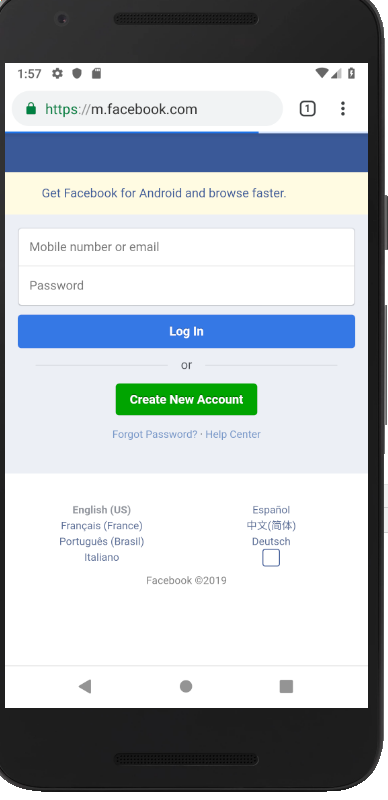 1:57
https://m.facebook.com
1
Get Facebook for Android and browse faster.
Mobile number or email
Password
Log In
or
Create New Account
Forgot Password? · Help Center
English (US)
Español
Français (France)
中文(简体)
Português (Brasil)
Deutsch
Italiano
Facebook ©2019